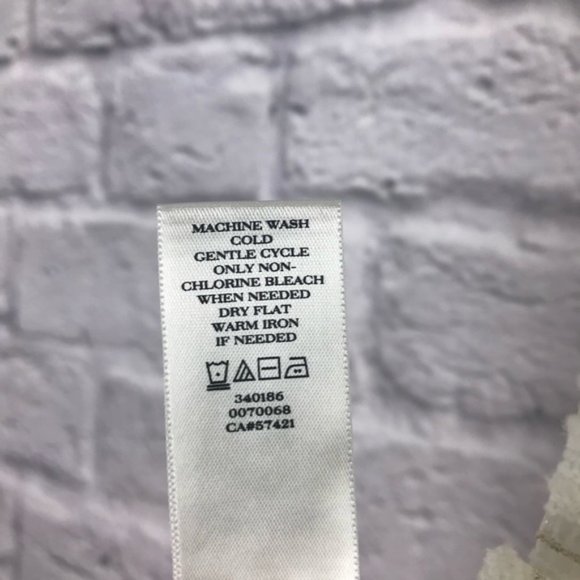 MACHINE WASH
COLD
GENTLE CYCLE
ONLY NON-
CHLORINE BLEACH
WHEN NEEDED
DRY FLAT
WARM IRON
IF NEEDED
340186
0070068
CA#57421